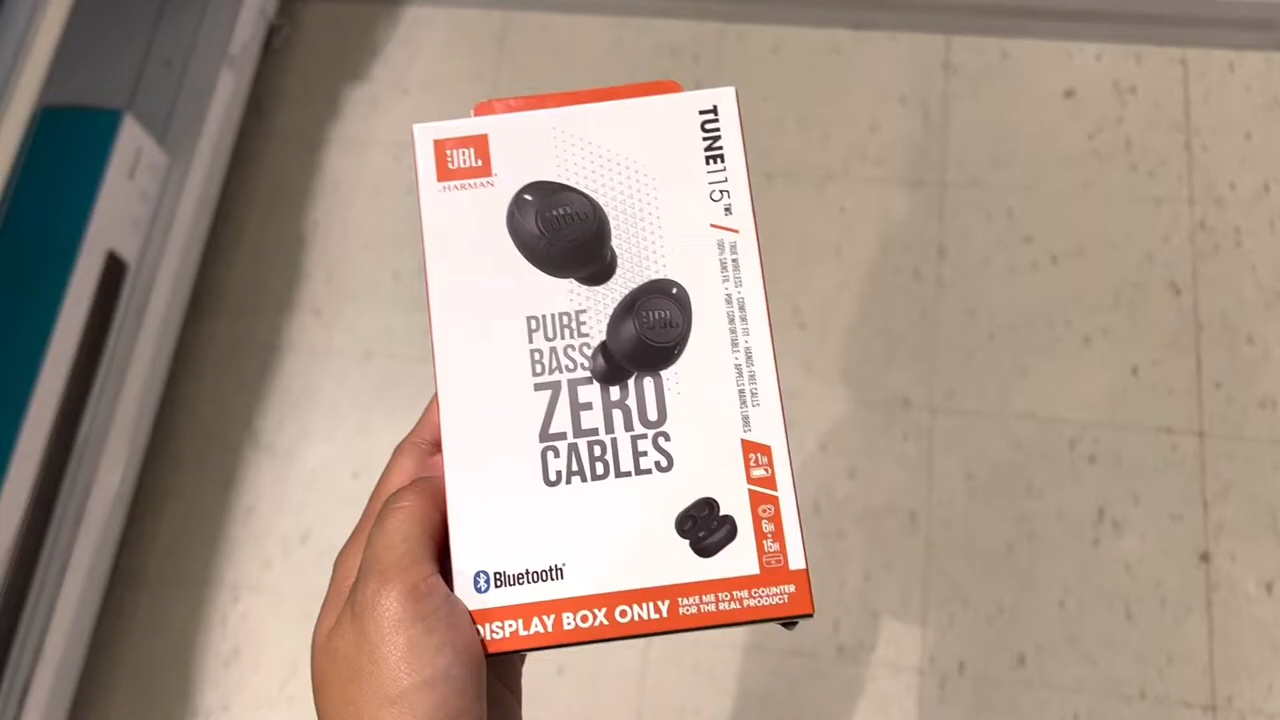 JBL
by HARMAN
TUNE115TWS
TRUE WIRELESS • COMFORT FIT • HANDS-FREE CALLS
100% SANS FIL • PORT CONFORTABLE • APPELS MAINS LIBRES
JBL
JBL
PURE
BASS
ZERO
CABLES
21H
6H
+
15H
Bluetooth®
DISPLAY BOX ONLY
TAKE ME TO THE COUNTER
FOR THE REAL PRODUCT